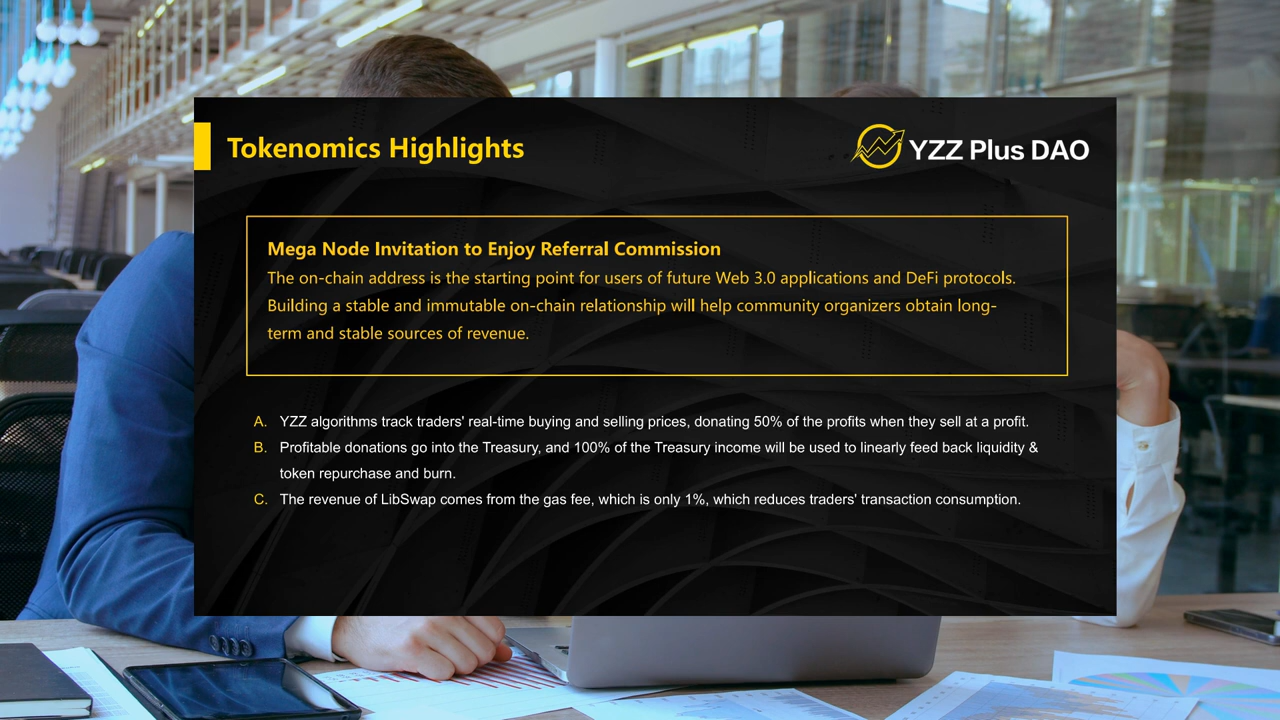 Tokenomics Highlights
YZZ Plus DAO
Mega Node Invitation to Enjoy Referral Commission
The on-chain address is the starting point for users of future Web 3.0 applications and DeFi protocols.
Building a stable and immutable on-chain relationship will help community organizers obtain long-
term and stable sources of revenue.
A. YZZ algorithms track traders' real-time buying and selling prices, donating 50% of the profits when they sell at a profit.
B. Profitable donations go into the Treasury, and 100% of the Treasury income will be used to linearly feed back liquidity &
token repurchase and burn.
C. The revenue of LibSwap comes from the gas fee, which is only 1%, which reduces traders' transaction consumption.